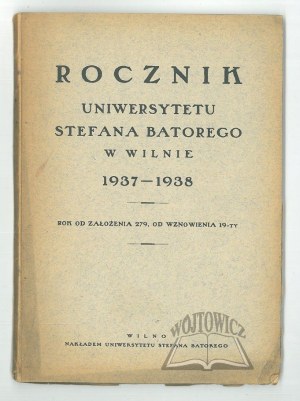 ROCZNIK
UNIWERSYTETU
STEFANA BATOREGO
W WILNIE
1937—1938
ROK OD ZAŁOŻENIA 279, OD WZNOWIENIA 19-TY
WILNO
NAKŁADEM UNIWERSYTETU STEFANA BATOREGO
WÓJTOWICZ